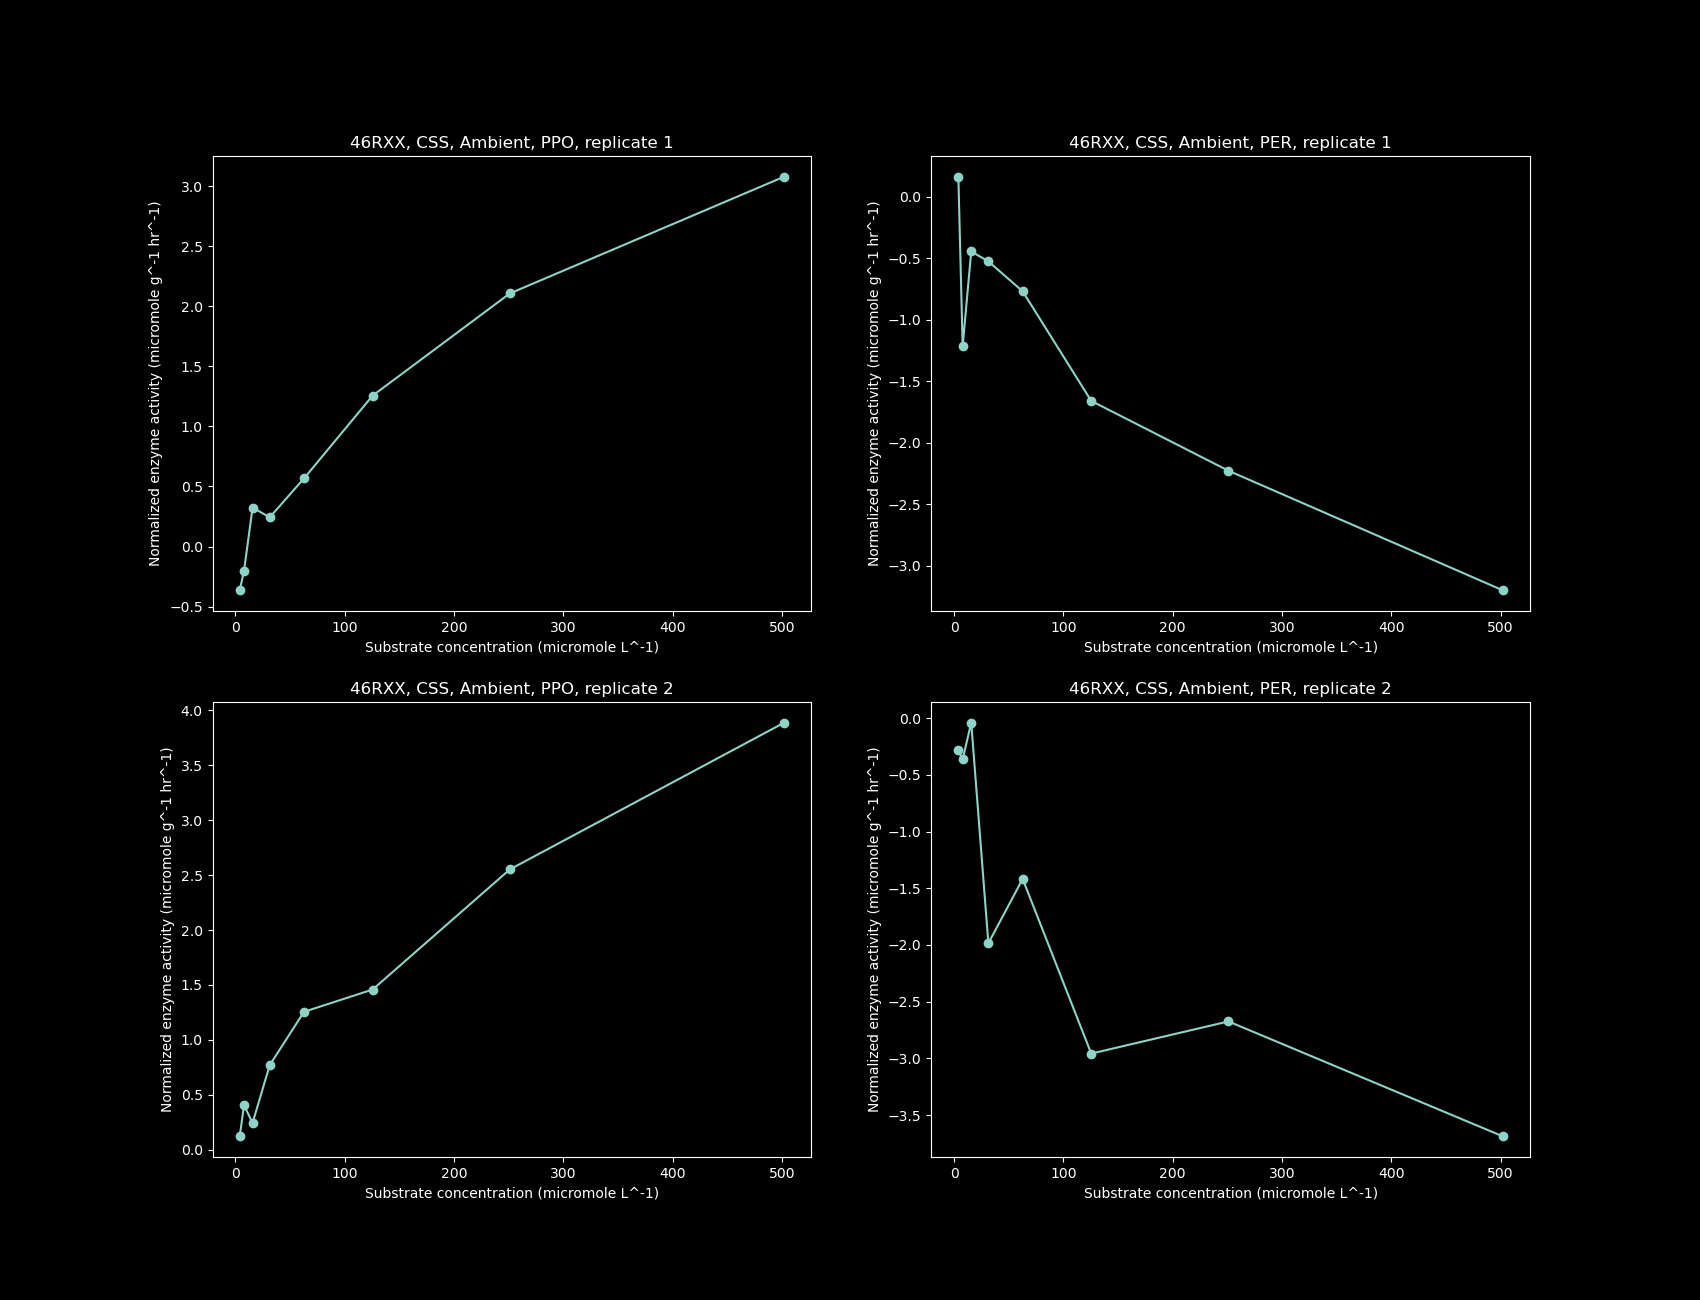 46RXX, CSS, Ambient, PPO, replicate 1
Normalized enzyme activity (micromole g^-1 hr^-1)
3.0
2.5
2.0
1.5
1.0
0.5
0.0
−0.5
0 100 200 300 400 500
Substrate concentration (micromole L^-1)
46RXX, CSS, Ambient, PER, replicate 1
Normalized enzyme activity (micromole g^-1 hr^-1)
0.0
−0.5
−1.0
−1.5
−2.0
−2.5
−3.0
0 100 200 300 400 500
Substrate concentration (micromole L^-1)
46RXX, CSS, Ambient, PPO, replicate 2
Normalized enzyme activity (micromole g^-1 hr^-1)
4.0
3.5
3.0
2.5
2.0
1.5
1.0
0.5
0.0
0 100 200 300 400 500
Substrate concentration (micromole L^-1)
46RXX, CSS, Ambient, PER, replicate 2
Normalized enzyme activity (micromole g^-1 hr^-1)
0.0
−0.5
−1.0
−1.5
−2.0
−2.5
−3.0
−3.5
0 100 200 300 400 500
Substrate concentration (micromole L^-1)